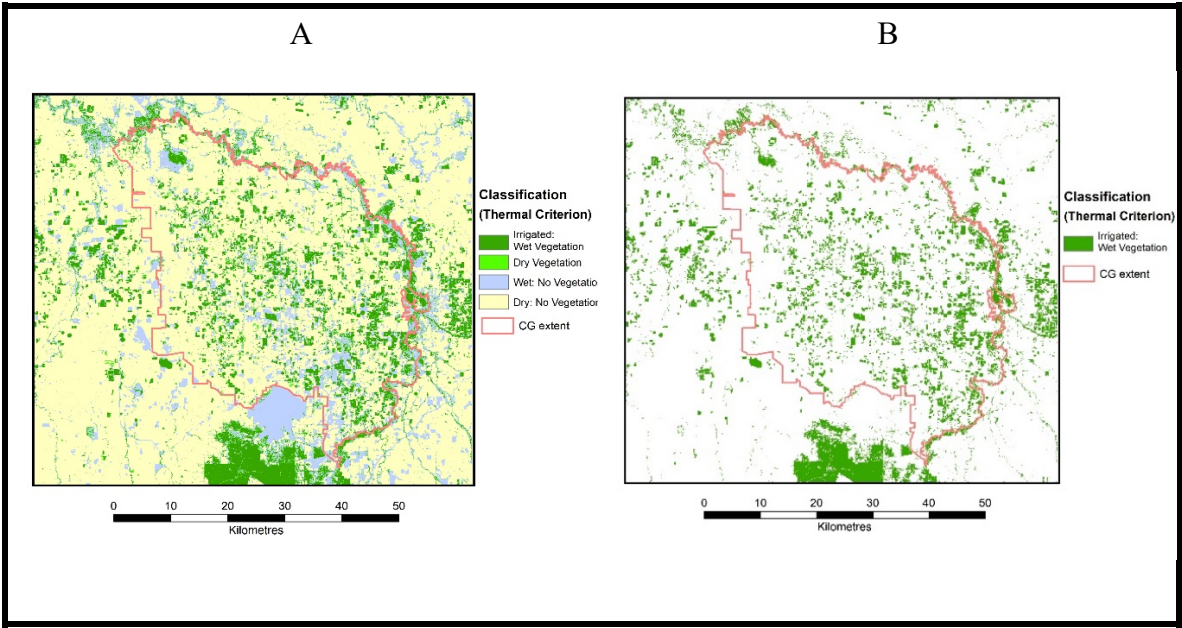 A
B
Classification
(Thermal Criterion)
Irrigated:
Wet Vegetation
Dry Vegetation
Wet: No Vegetatio
Dry: No Vegetation
CG extent
0 10 20 30 40 50
Kilometres
Classification
(Thermal Criterion)
Irrigated:
Wet Vegetation
CG extent
0 10 20 30 40 50
Kilometres